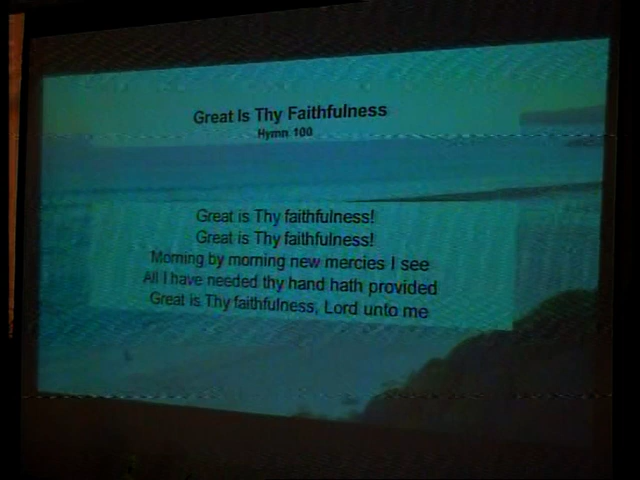 Great Is Thy Faithfulness
Hymn 100
Great is Thy faithfulness!
Great is Thy faithfulness!
Morning by morning new mercies I see
All I have needed thy hand hath provided
Great is Thy faithfulness, Lord unto me